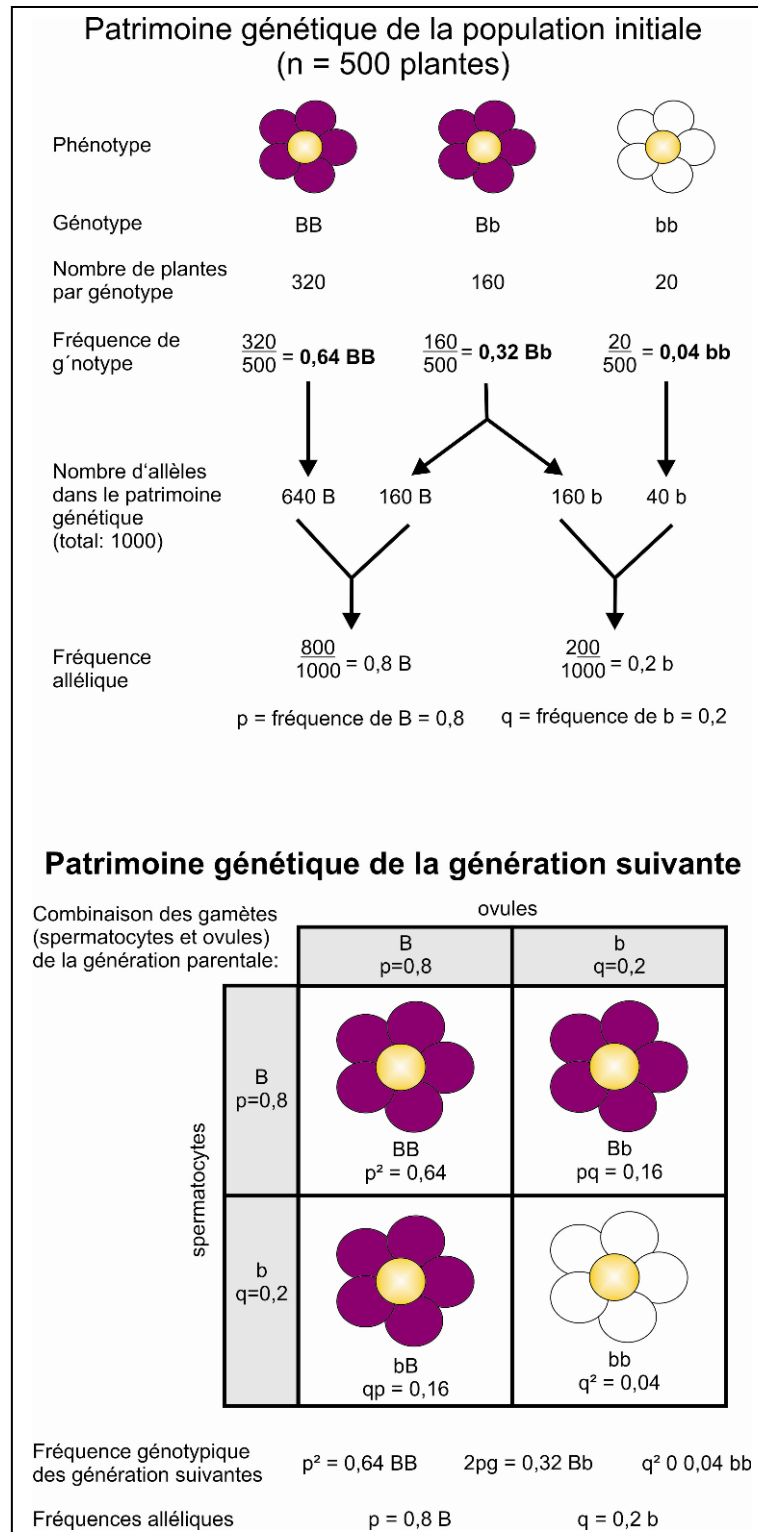 Patrimoine génétique de la population initiale
(n = 500 plantes)
Phénotype
Génotype BB Bb bb
Nombre de plantes
par génotype 320 160 20
Fréquence de
g´notype
320
500 = 0,64 BB
160
500 = 0,32 Bb
20
500 = 0,04 bb
Nombre d‘allèles
dans le patrimoine
génétique
(total: 1000)
640 B 160 B 160 b 40 b
Fréquence
allélique
800
1000 = 0,8 B
200
1000 = 0,2 b
p = fréquence de B = 0,8 q = fréquence de b = 0,2
Patrimoine génétique de la génération suivante
Combinaison des gamètes
(spermatocytes et ovules)
de la génération parentale:
ovules
B
p=0,8
b
q=0,2
spermatocytes
B
p=0,8
BB
p² = 0,64
Bb
pq = 0,16
b
q=0,2
bB
qp = 0,16
bb
q² = 0,04
Fréquence génotypique
des génération suivantes
p² = 0,64 BB 2pg = 0,32 Bb q² 0 0,04 bb
Fréquences alléliques p = 0,8 B q = 0,2 b